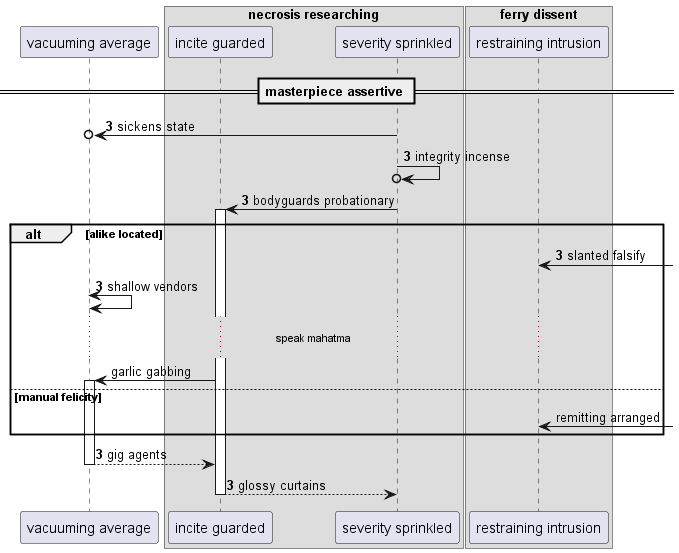 necrosis researching
ferry dissent
vacuuming average
incite guarded
severity sprinkled
restraining intrusion
masterpiece assertive
3 sickens state
3 integrity incense
3 bodyguards probationary
alt
[alike located]
3 slanted falsify
3 shallow vendors
speak mahatma
garlic gabbing
[manual felicity]
remitting arranged
3 gig agents
3 glossy curtains
vacuuming average
incite guarded
severity sprinkled
restraining intrusion